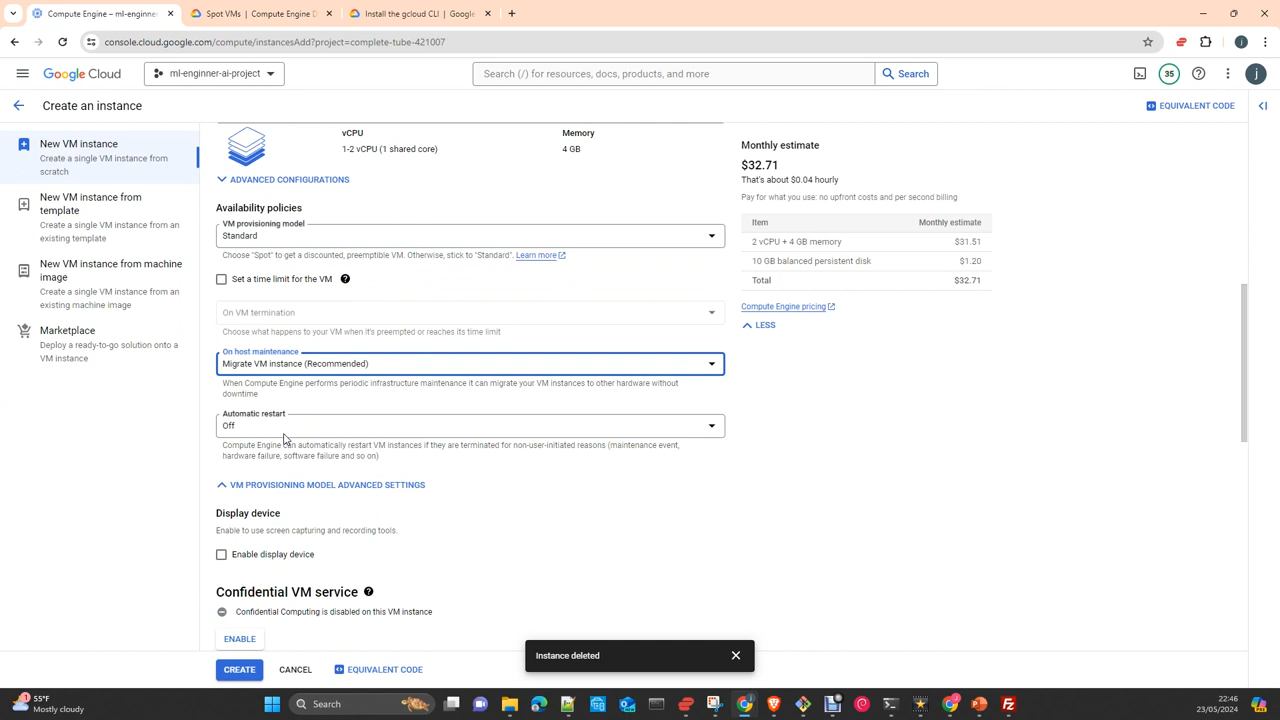 Compute Engine – ml-enginner-
Spot VMs | Compute Engine D
Install the gcloud CLI | Google
console.cloud.google.com/compute/instancesAdd?project=complete-tube-421007
j
Google Cloud
ml-enginner-ai-project
Search (/) for resources, docs, products, and more
Search
35
j
Create an instance
EQUIVALENT CODE
New VM instance
Create a single VM instance from
scratch
New VM instance from
template
Create a single VM instance from
an existing template
New VM instance from machine
image
Create a single VM instance from
an existing machine image
Marketplace
Deploy a ready-to-go solution onto a
VM instance
vCPU
Memory
1-2 vCPU (1 shared core)
4 GB
ADVANCED CONFIGURATIONS
Availability policies
VM provisioning model
Standard
Choose "Spot" to get a discounted, preemptible VM. Otherwise, stick to "Standard". Learn more
Set a time limit for the VM
On VM termination
Choose what happens to your VM when it's preempted or reaches its time limit
On host maintenance
Migrate VM instance (Recommended)
When Compute Engine performs periodic infrastructure maintenance it can migrate your VM instances to other hardware without
downtime
Automatic restart
Off
Compute Engine can automatically restart VM instances if they are terminated for non-user-initiated reasons (maintenance event,
hardware failure, software failure and so on)
VM PROVISIONING MODEL ADVANCED SETTINGS
Display device
Enable to use screen capturing and recording tools.
Enable display device
Confidential VM service
Confidential Computing is disabled on this VM instance
ENABLE
CREATE
CANCEL
EQUIVALENT CODE
Monthly estimate
$32.71
That's about $0.04 hourly
Pay for what you use: no upfront costs and per second billing
Item
Monthly estimate
2 vCPU + 4 GB memory
$31.51
10 GB balanced persistent disk
$1.20
Total
$32.71
Compute Engine pricing
LESS
Instance deleted
1
55°F
Mostly cloudy
Search
22:46
23/05/2024